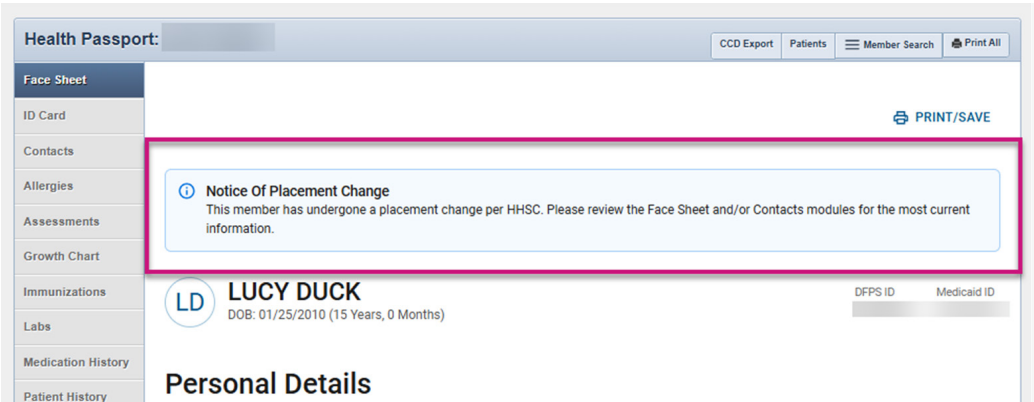 Health Passport:
CCD Export
Patients
Member Search
Print All
Face Sheet
ID Card
Contacts
Allergies
Assessments
Growth Chart
Immunizations
Labs
Medication History
Patient History
PRINT/SAVE
Notice Of Placement Change
This member has undergone a placement change per HHSC. Please review the Face Sheet and/or Contacts modules for the most current
information.
LD
LUCY DUCK
DOB: 01/25/2010 (15 Years, 0 Months)
DFPS ID
Medicaid ID
Personal Details